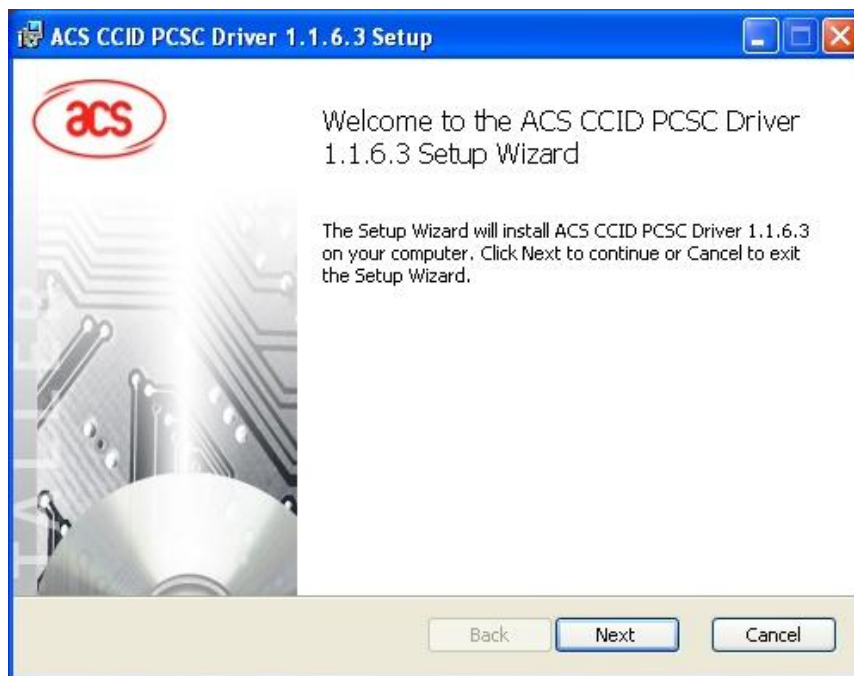 ACS CCID PCSC Driver 1.1.6.3 Setup
acs
Welcome to the ACS CCID PCSC Driver
1.1.6.3 Setup Wizard
The Setup Wizard will install ACS CCID PCSC Driver 1.1.6.3
on your computer. Click Next to continue or Cancel to exit
the Setup Wizard.
Back
Next
Cancel